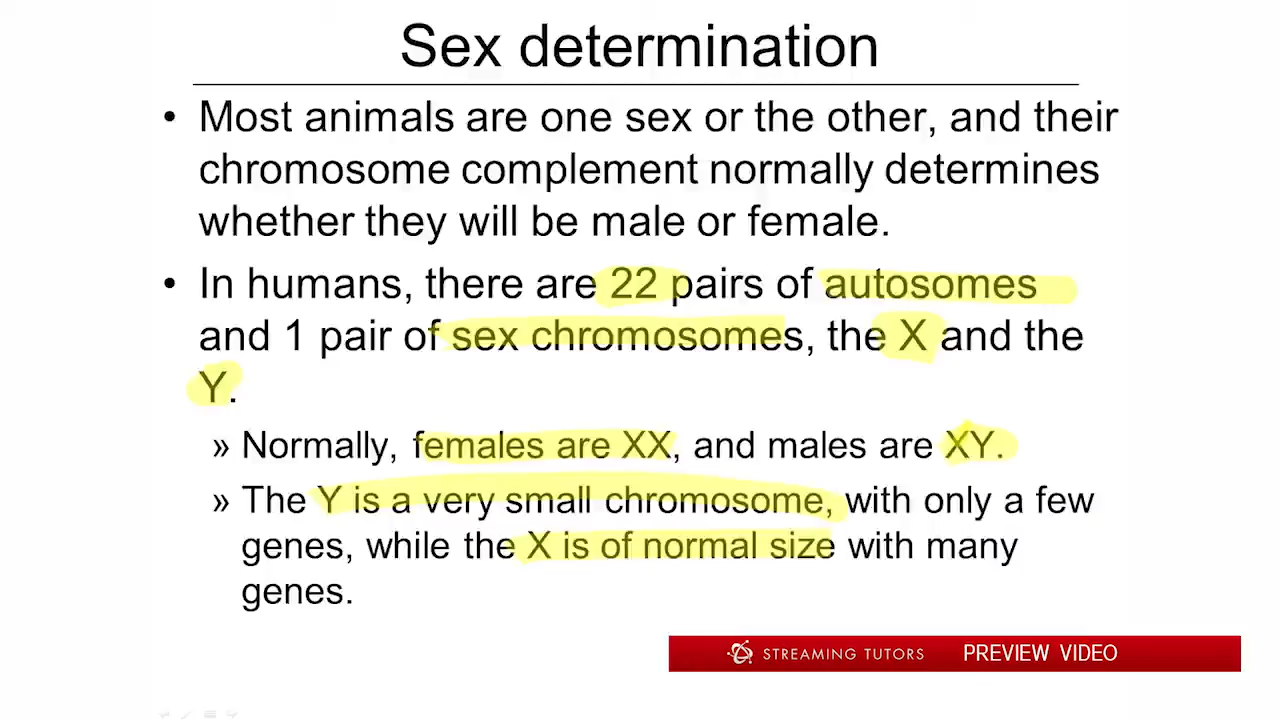 Sex determination
• Most animals are one sex or the other, and their
chromosome complement normally determines
whether they will be male or female.
• In humans, there are 22 pairs of autosomes
and 1 pair of sex chromosomes, the X and the
Y.
» Normally, females are XX, and males are XY.
» The Y is a very small chromosome, with only a few
genes, while the X is of normal size with many
genes.
STREAMING TUTORS PREVIEW VIDEO